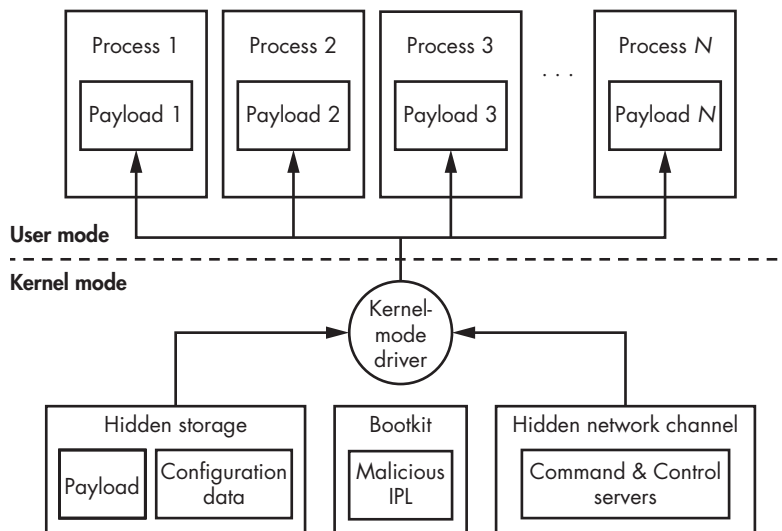 Process 1
Process 2
Process 3
. . .
Process N
Payload 1
Payload 2
Payload 3
Payload N
User mode
Kernel mode
Kernel-
mode
driver
Hidden storage
Bootkit
Hidden network channel
Payload
Configuration
data
Malicious
IPL
Command & Control
servers